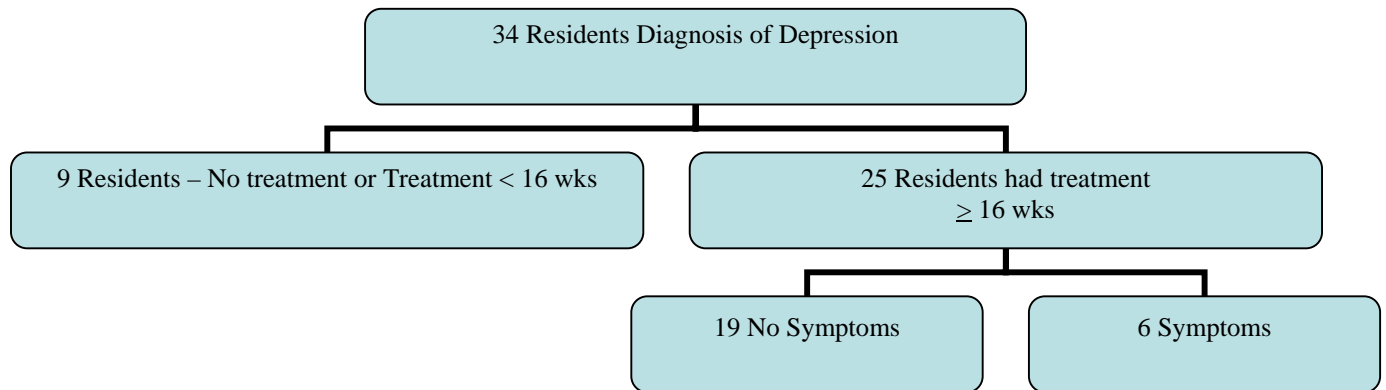 34 Residents Diagnosis of Depression
9 Residents – No treatment or Treatment < 16 wks
25 Residents had treatment
≥ 16 wks
19 No Symptoms
6 Symptoms